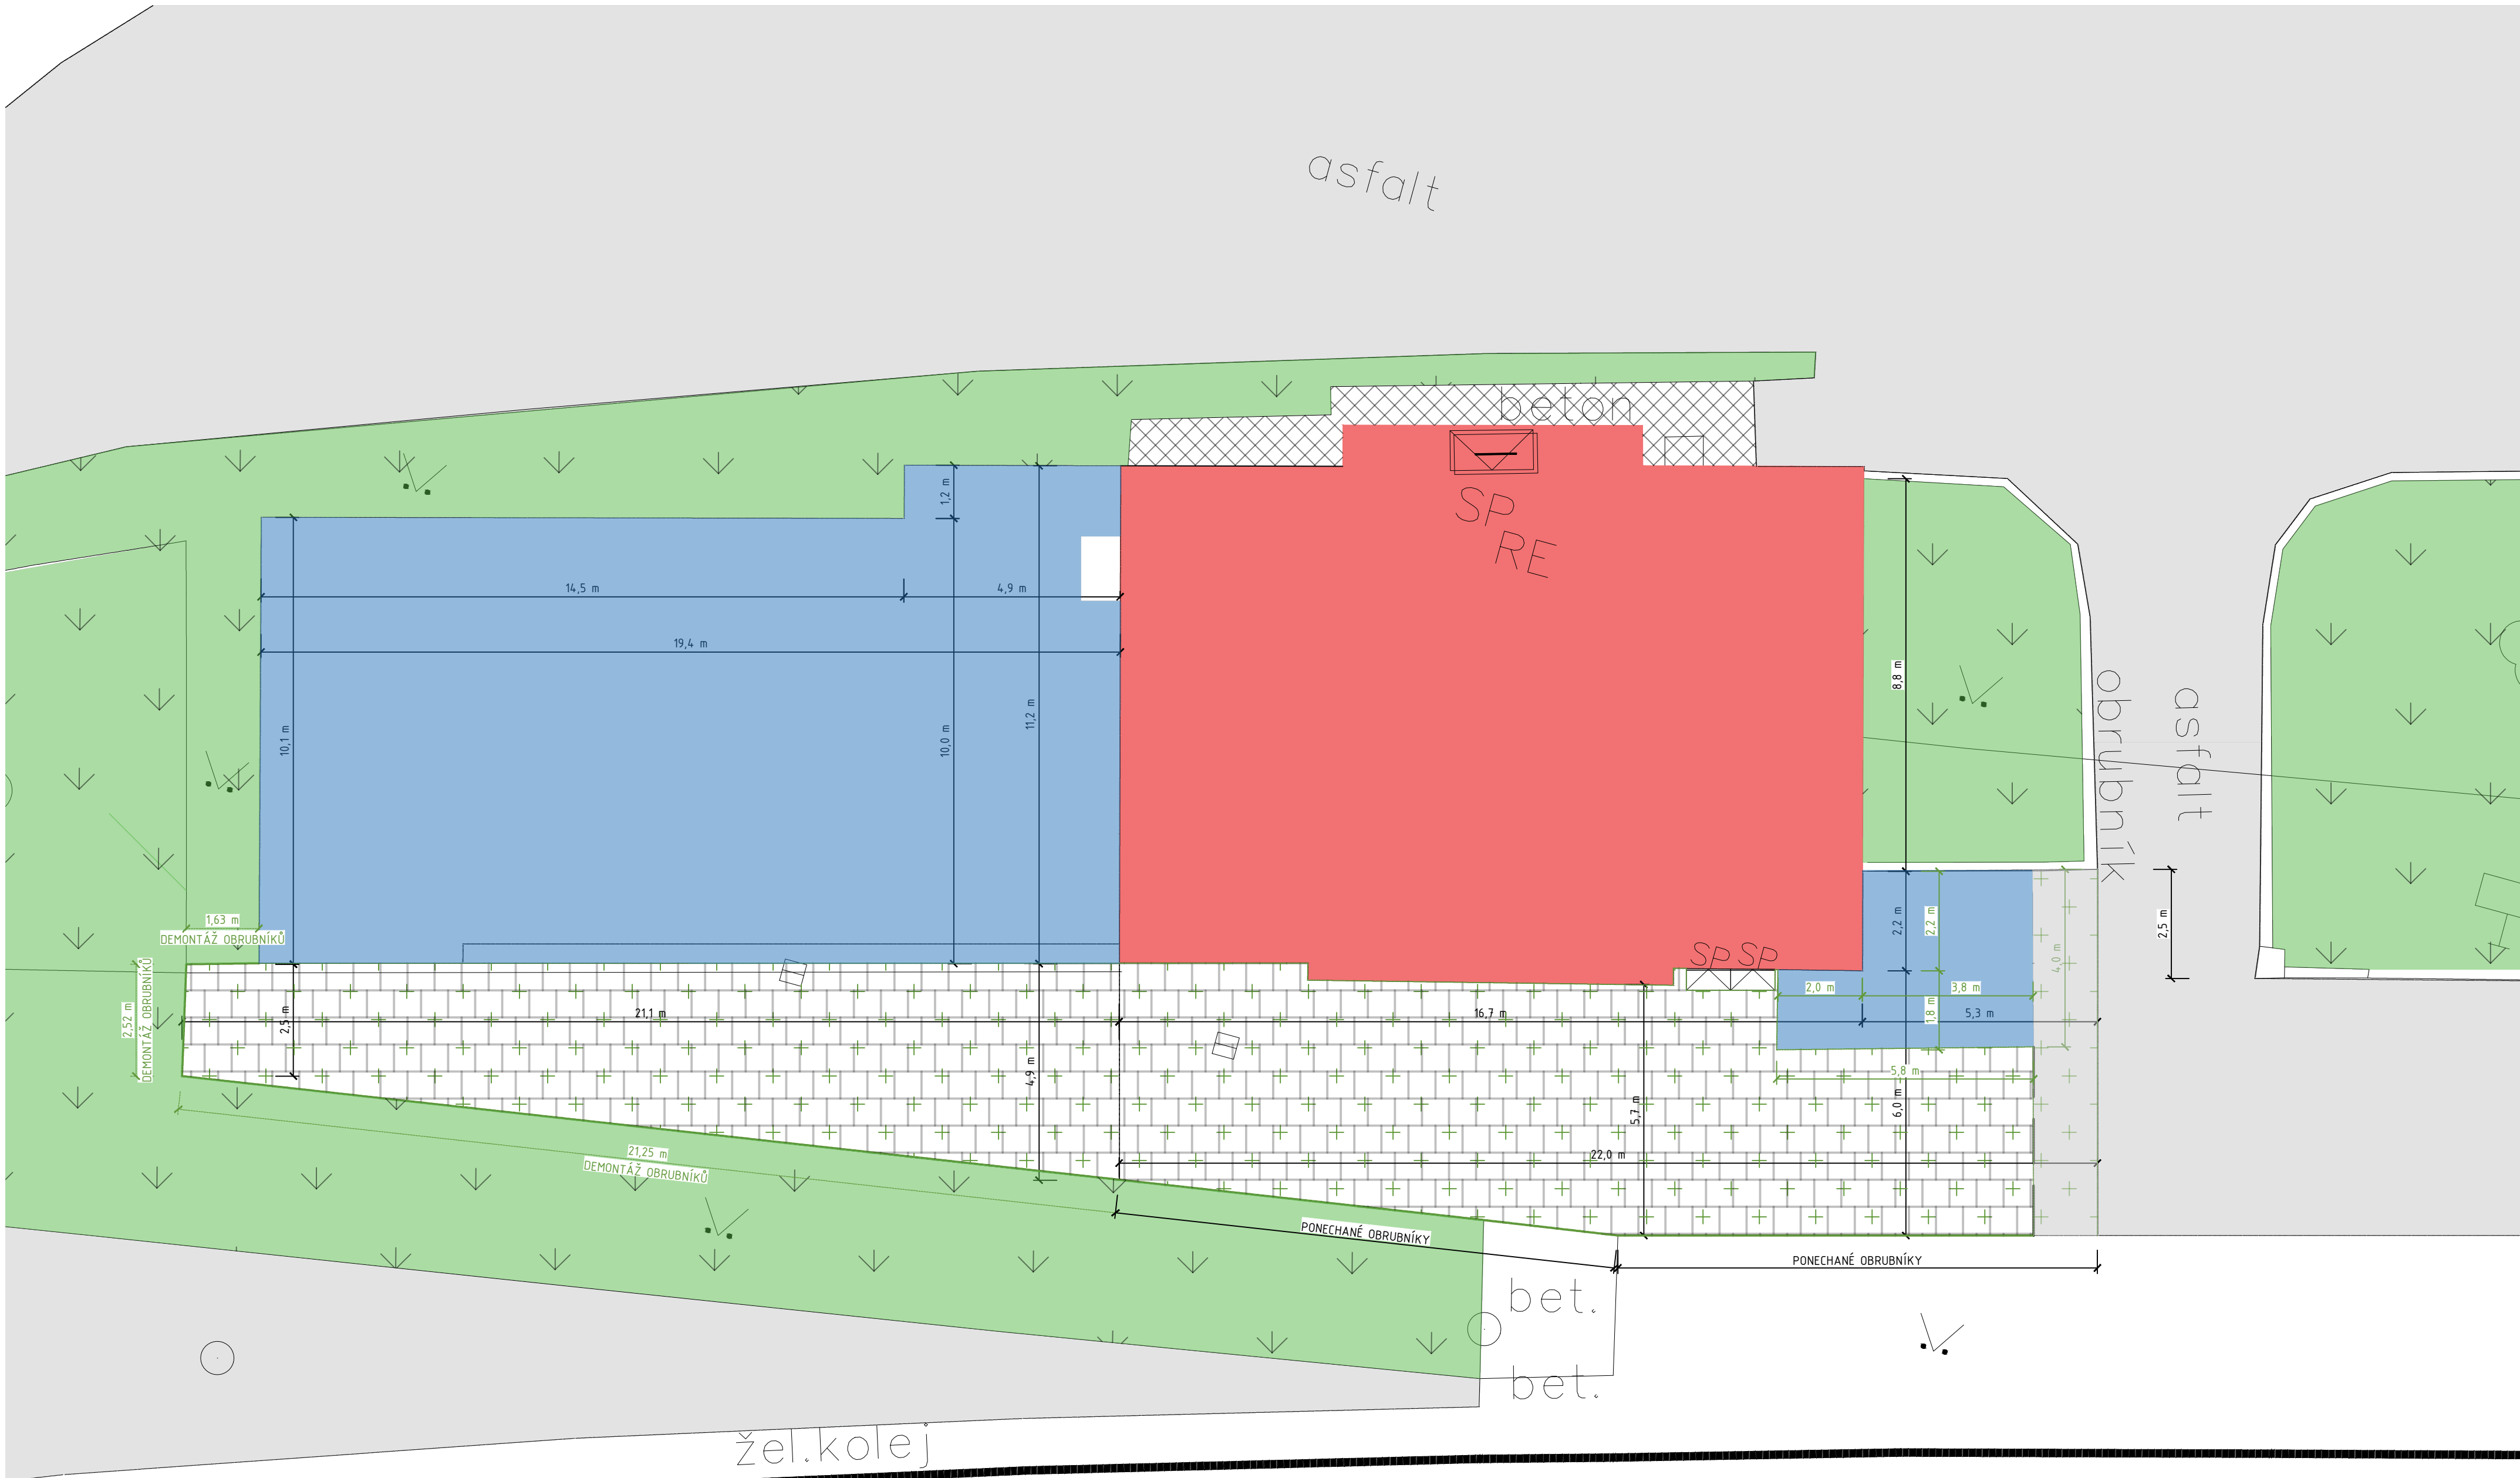 asfalt
beton
SP
RE
1,2 m
14,5 m
4,9 m
19,4 m
10,1 m
10,0 m
11,2 m
8,8 m
obrubník
asfalt
1,63 m
DEMONTÁŽ OBRUBNÍKŮ
2,52 m
DEMONTÁŽ OBRUBNÍKŮ
2,5 m
21,1 m
4,9 m
16,7 m
SP SP
2,2 m
2,2 m
4,0 m
2,5 m
2,0 m
3,8 m
1,8 m
5,3 m
5,8 m
5,7 m
6,0 m
22,0 m
21,25 m
DEMONTÁŽ OBRUBNÍKŮ
PONECHANÉ OBRUBNÍKY
PONECHANÉ OBRUBNÍKY
bet.
bet.
žel.kolej